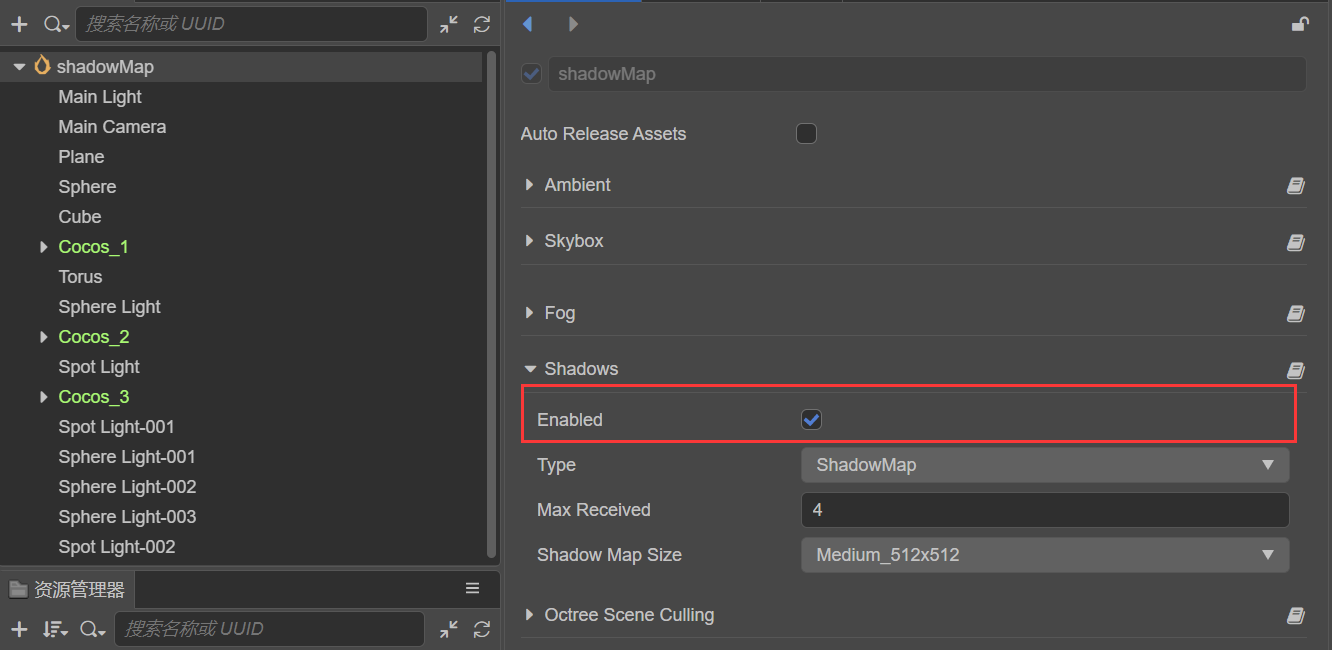 搜索名称或 UUID
shadowMap
Main Light
Main Camera
Plane
Sphere
Cube
Cocos_1
Torus
Sphere Light
Cocos_2
Spot Light
Cocos_3
Spot Light-001
Sphere Light-001
Sphere Light-002
Sphere Light-003
Spot Light-002
资源管理器
搜索名称或 UUID
shadowMap
Auto Release Assets
Ambient
Skybox
Fog
Shadows
Enabled
Type ShadowMap
Max Received 4
Shadow Map Size Medium_512x512
Octree Scene Culling